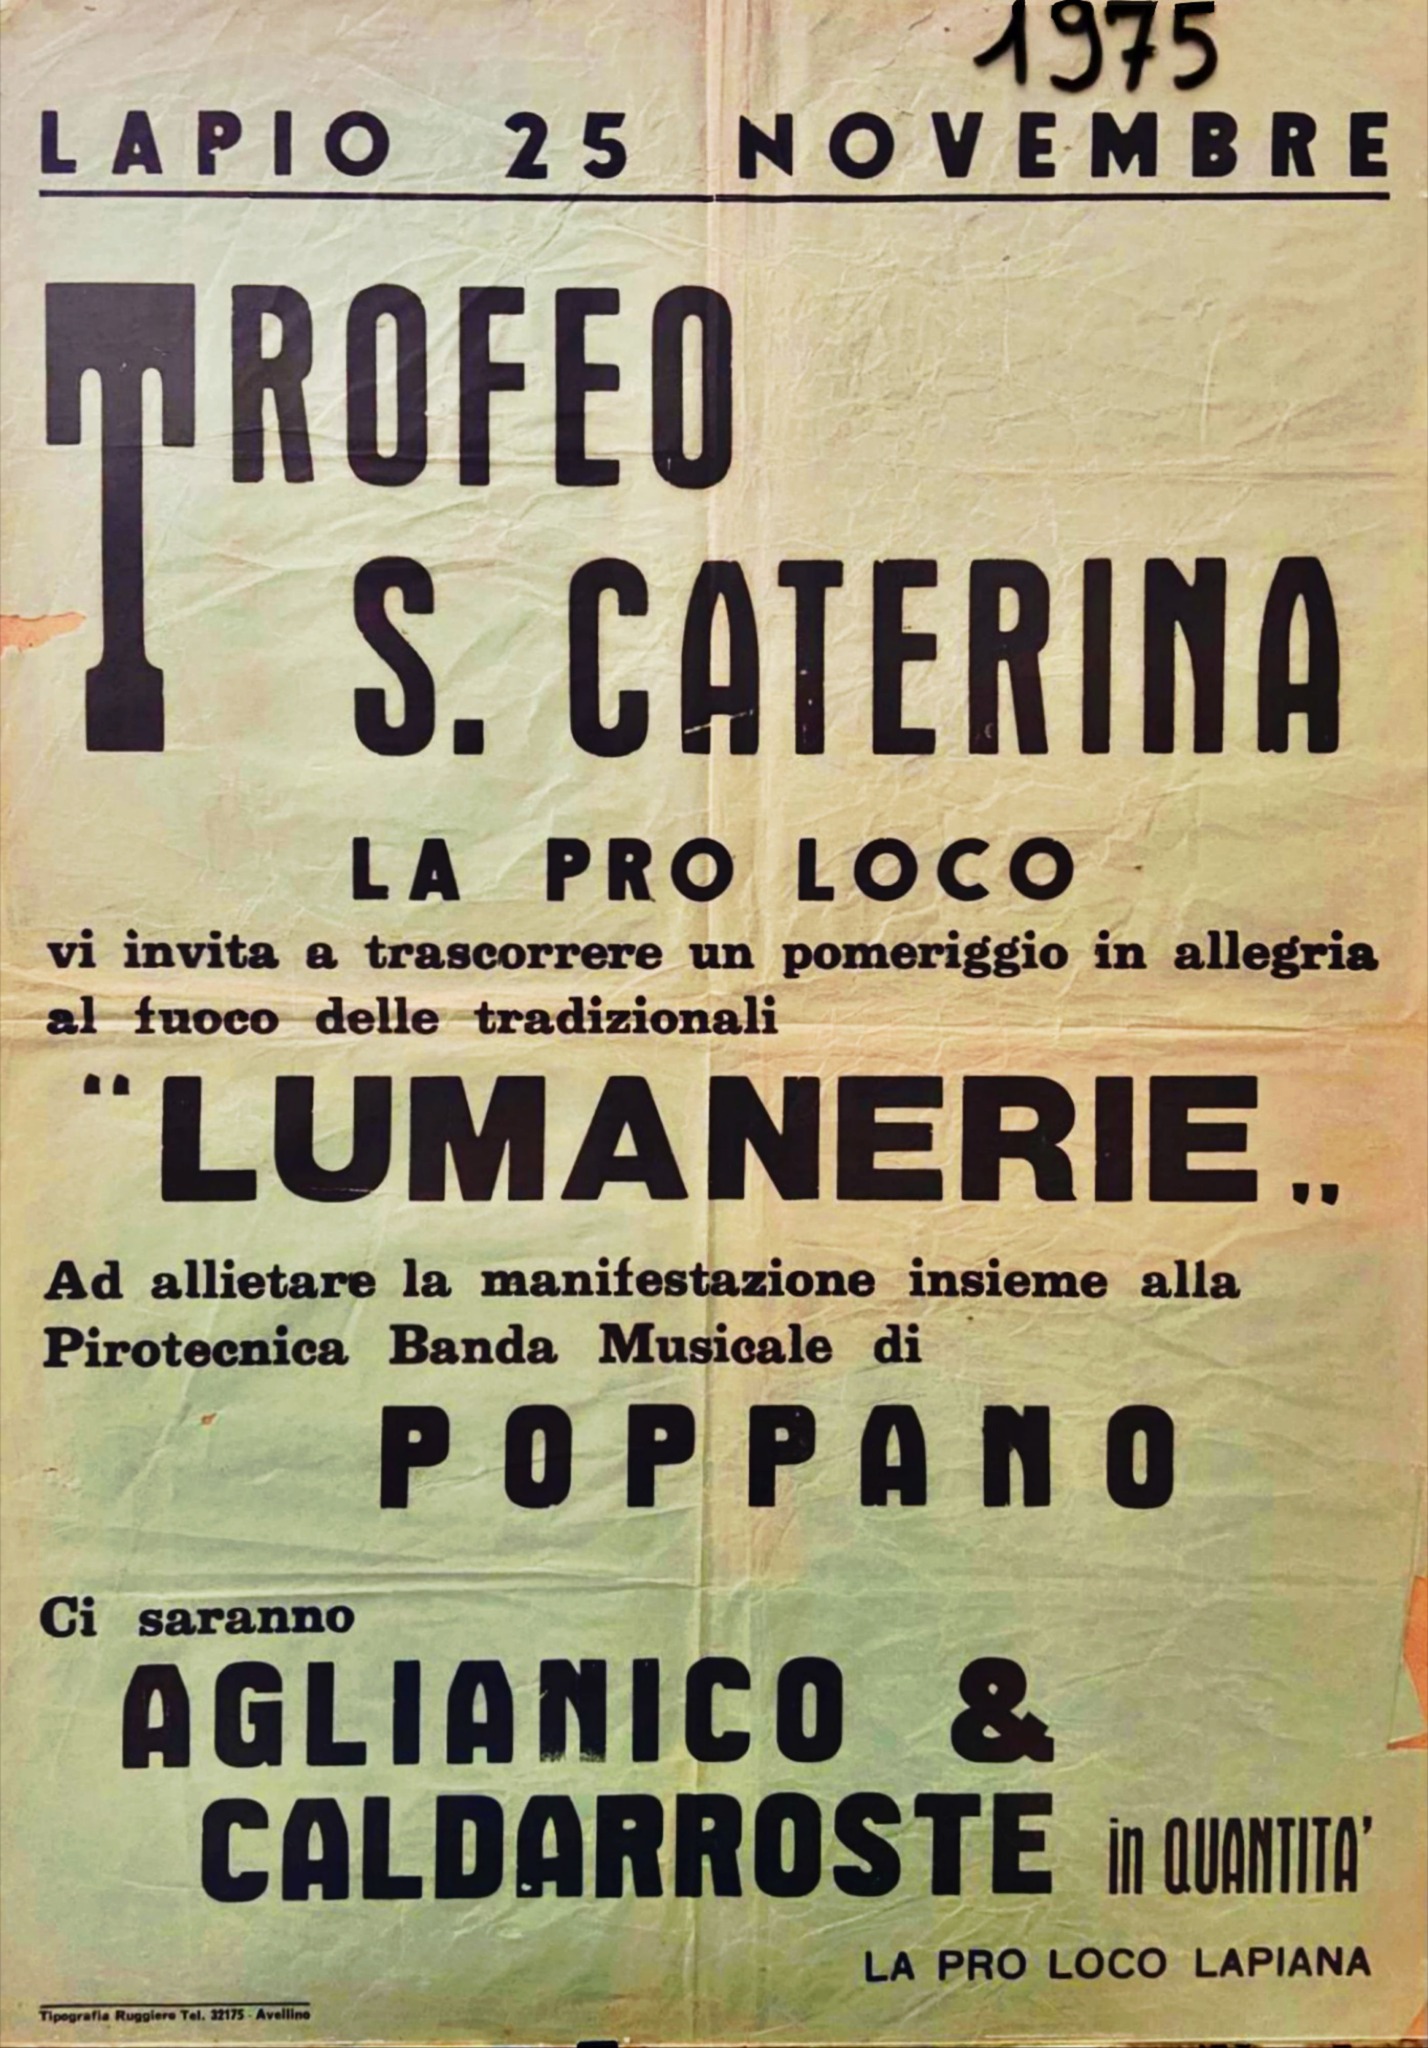 1975
LAPIO 25 NOVEMBRE
TROFEO
S. CATERINA
LA PRO LOCO
vi invita a trascorrere un pomeriggio in allegria
al fuoco delle tradizionali
“LUMANERIE„
Ad allietare la manifestazione insieme alla
Pirotecnica Banda Musicale di
POPPANO
Ci saranno
AGLIANICO &
CALDARROSTE in QUANTITA'
LA PRO LOCO LAPIANA
Tipografia Ruggiero Tel. 32175 - Avellino